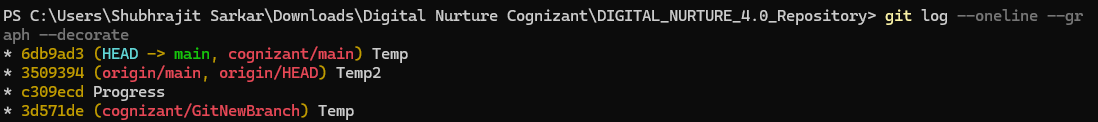 PS C:\Users\Shubhrajit Sarkar\Downloads\Digital Nurture Cognizant\DIGITAL_NURTURE_4.0_Repository> git log --oneline --gr
aph --decorate
* 6db9ad3 (HEAD -> main, cognizant/main) Temp
* 3509394 (origin/main, origin/HEAD) Temp2
* c309ecd Progress
* 3d571de (cognizant/GitNewBranch) Temp